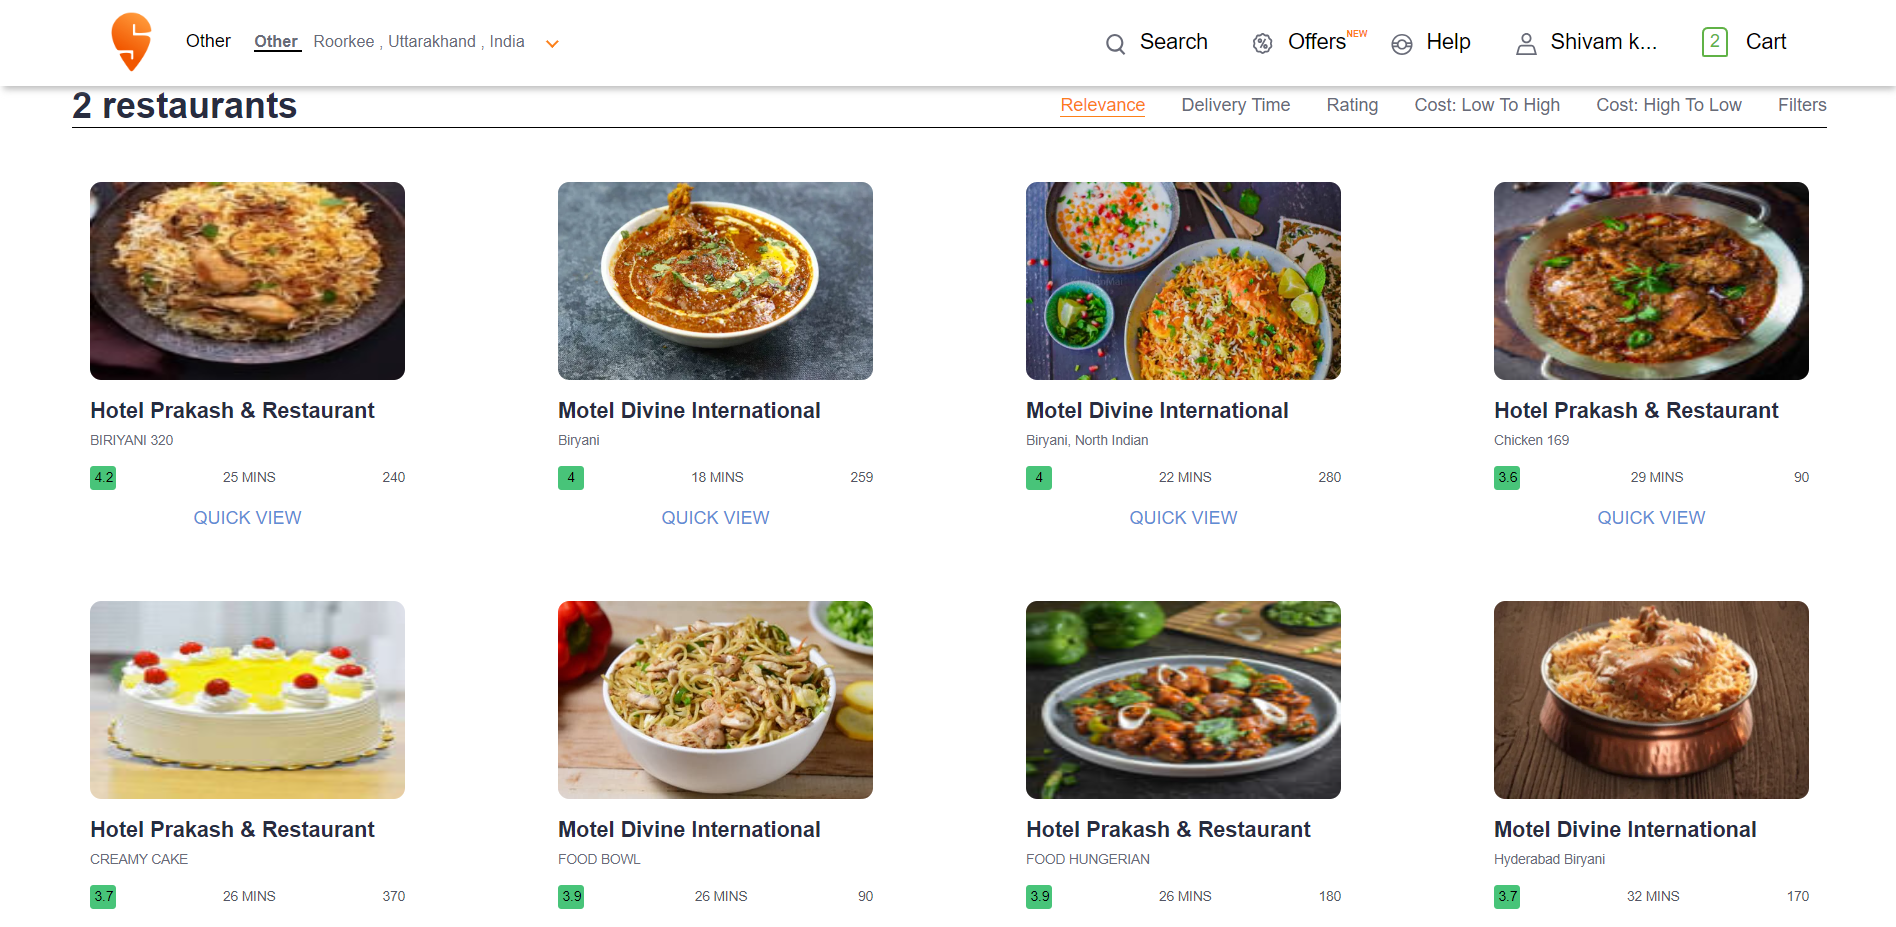 Other Other Roorkee , Uttarakhand , India Search Offers NEW Help Shivam k... 2 Cart
2 restaurants Relevance Delivery Time Rating Cost: Low To High Cost: High To Low Filters
Hotel Prakash & Restaurant Motel Divine International Motel Divine International Hotel Prakash & Restaurant
BIRIYANI 320 Biryani Biryani, North Indian Chicken 169
4.2 25 MINS 240 4 18 MINS 259 4 22 MINS 280 3.6 29 MINS 90
QUICK VIEW QUICK VIEW QUICK VIEW QUICK VIEW
Hotel Prakash & Restaurant Motel Divine International Hotel Prakash & Restaurant Motel Divine International
CREAMY CAKE FOOD BOWL FOOD HUNGERIAN Hyderabad Biryani
3.7 26 MINS 370 3.9 26 MINS 90 3.9 26 MINS 180 3.7 32 MINS 170